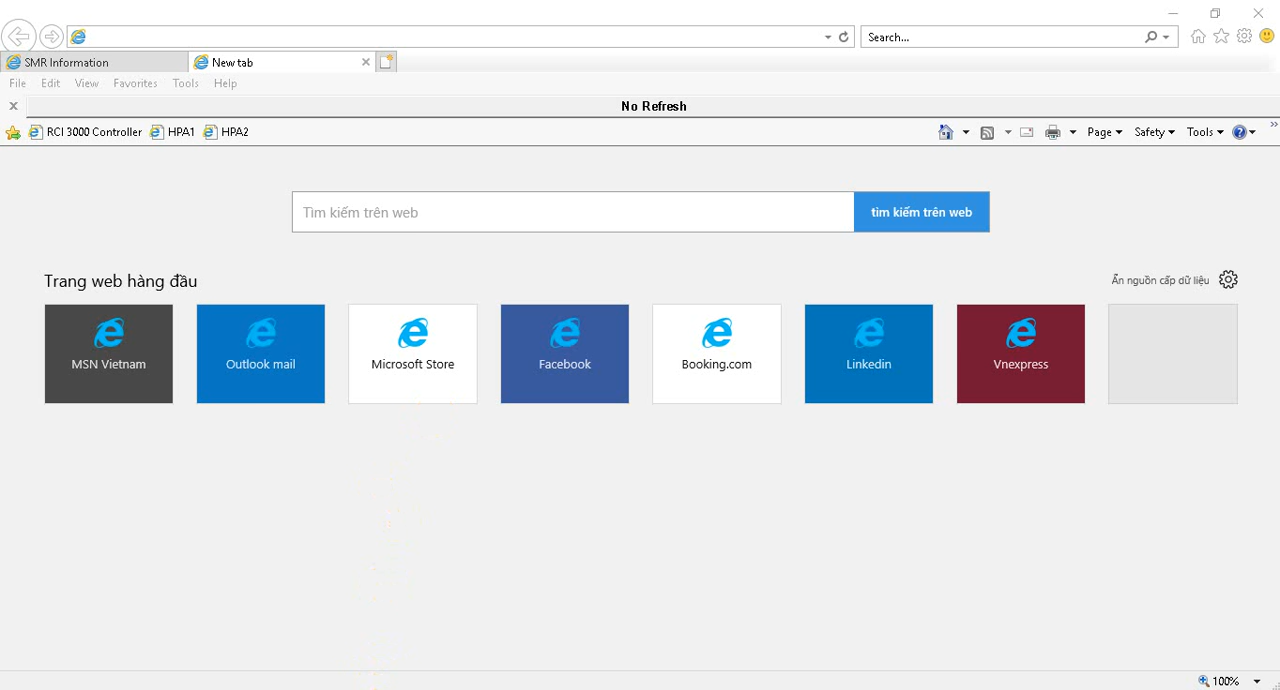 Search...
SMR Information
New tab
File Edit View Favorites Tools Help
No Refresh
RCI 3000 Controller HPA1 HPA2
Page Safety Tools
Tìm kiếm trên web
tìm kiếm trên web
Trang web hàng đầu
Ẩn nguồn cấp dữ liệu
MSN Vietnam
Outlook mail
Microsoft Store
Facebook
Booking.com
Linkedin
Vnexpress
100%